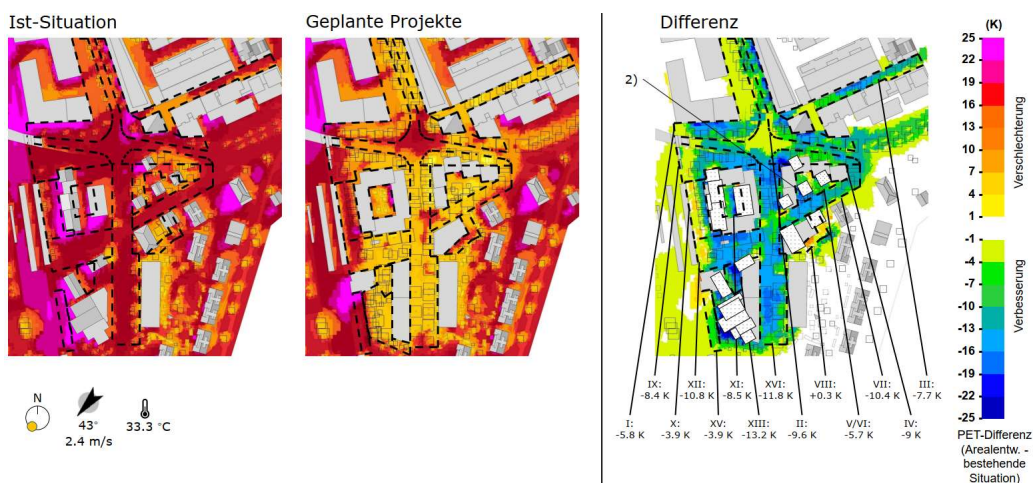 Ist-Situation
Geplante Projekte
Differenz
(K)
2)
25
22
19
16
13
10
7
4
1
-1
-4
-7
-10
-13
-16
-19
-22
-25
Verschlechterung
Verbesserung
PET-Differenz
(Arealentw. -
bestehende
Situation)
IX:
-8.4 K
XII:
-10.8 K
XI:
-8.5 K
XVI:
-11.8 K
VIII:
+0.3 K
VII:
-10.4 K
III:
-7.7 K
I:
-5.8 K
X:
-3.9 K
XV:
-3.9 K
XIII:
-13.2 K
II:
-9.6 K
V/VI:
-5.7 K
IV:
-9 K
N
43°
2.4 m/s
33.3 °C